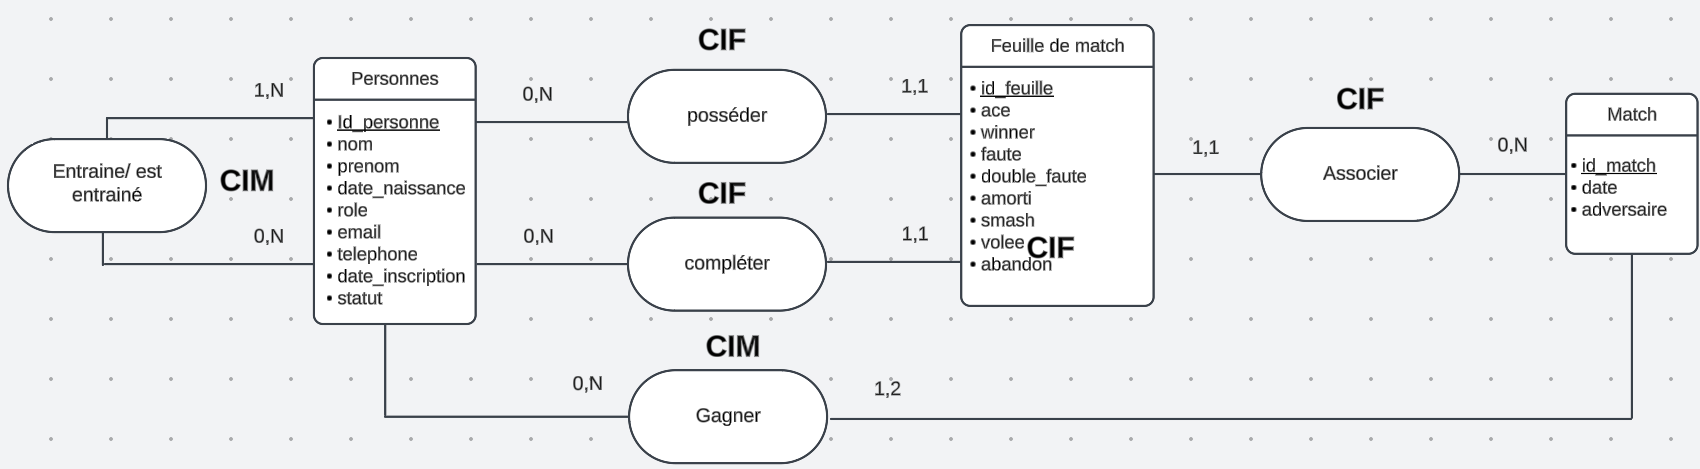 Entraine/ est
entrainé
CIM
1,N
0,N
Personnes
Id_personne
nom
prenom
date_naissance
role
email
telephone
date_inscription
statut
0,N
CIF
posséder
1,1
0,N
CIF
compléter
1,1
0,N
CIM
Gagner
1,2
Feuille de match
id_feuille
ace
winner
faute
double_faute
amorti
smash
volee
CIF
abandon
1,1
CIF
Associer
0,N
Match
id_match
date
adversaire